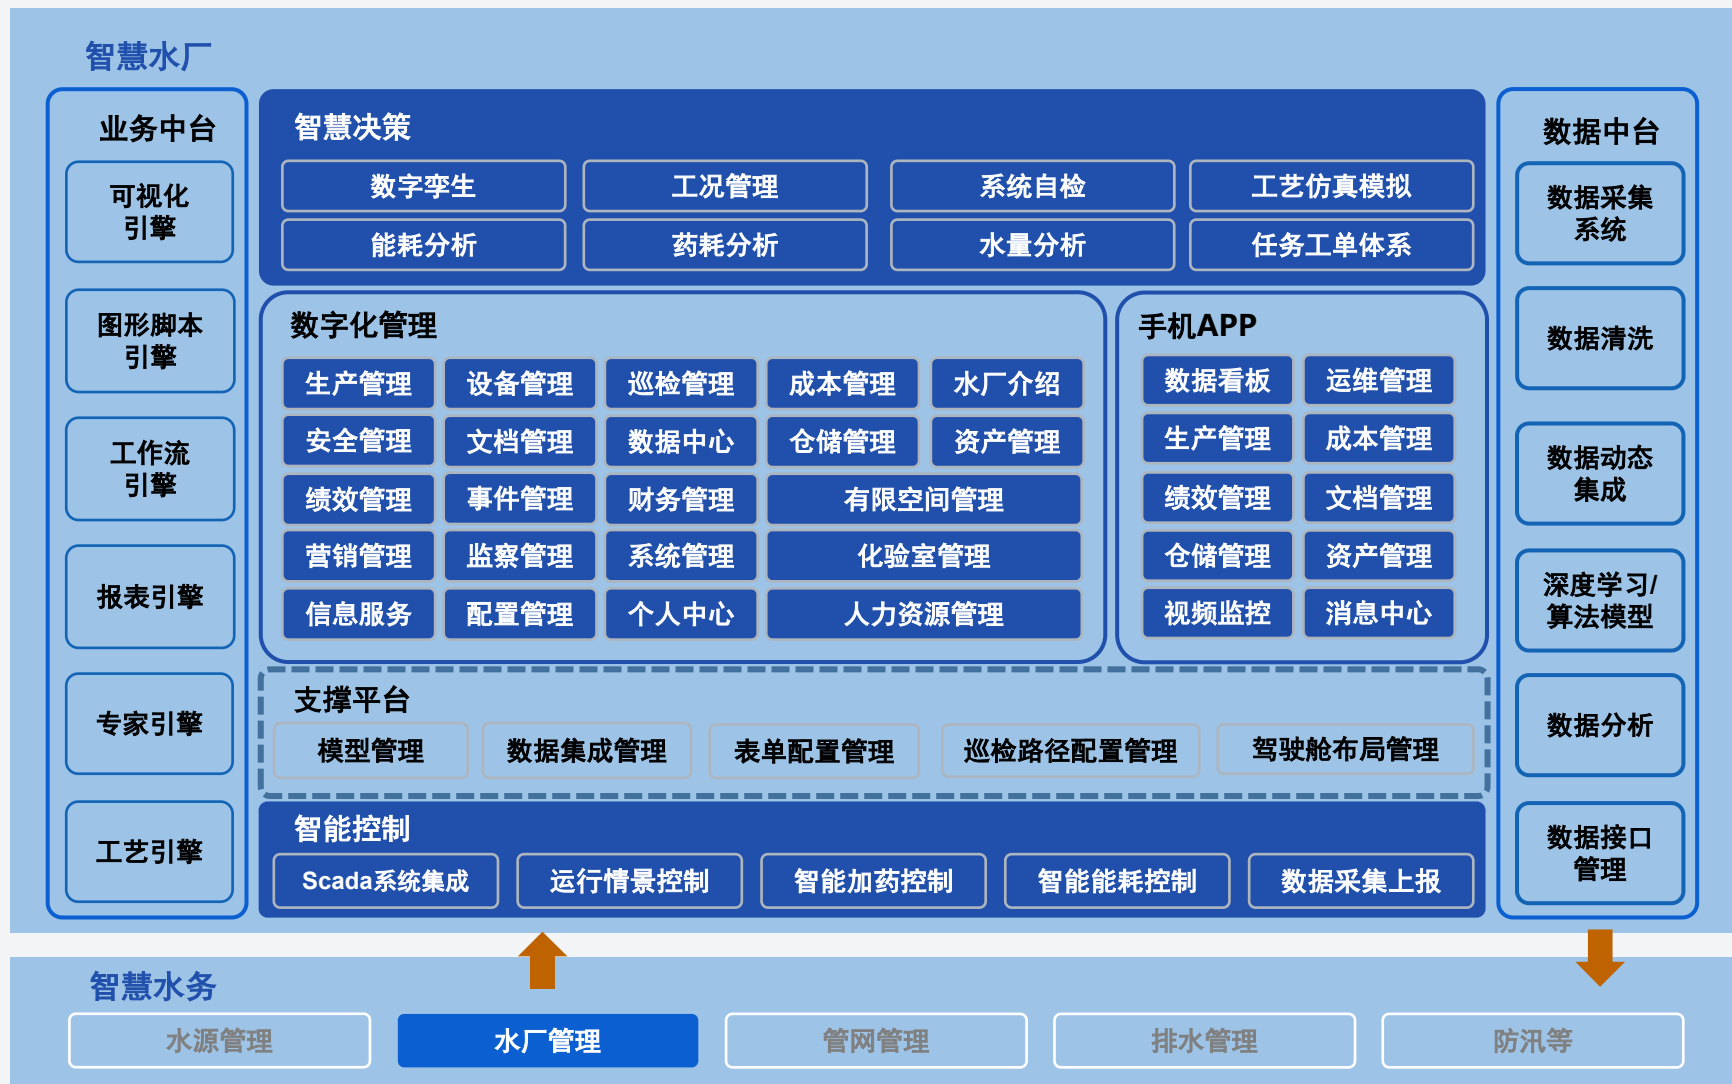 智慧水厂
业务中台
可视化
引擎
图形脚本
引擎
工作流
引擎
报表引擎
专家引擎
工艺引擎
智慧决策
数字孪生
工况管理
系统自检
工艺仿真模拟
能耗分析
药耗分析
水量分析
任务工单体系
数字化管理
生产管理
设备管理
巡检管理
成本管理
水厂介绍
安全管理
文档管理
数据中心
仓储管理
资产管理
绩效管理
事件管理
财务管理
有限空间管理
营销管理
监察管理
系统管理
化验室管理
信息服务
配置管理
个人中心
人力资源管理
手机APP
数据看板
运维管理
生产管理
成本管理
绩效管理
文档管理
仓储管理
资产管理
视频监控
消息中心
支撑平台
模型管理
数据集成管理
表单配置管理
巡检路径配置管理
驾驶舱布局管理
智能控制
Scada系统集成
运行情景控制
智能加药控制
智能能耗控制
数据采集上报
数据中台
数据采集
系统
数据清洗
数据动态
集成
深度学习/
算法模型
数据分析
数据接口
管理
智慧水务
水源管理
水厂管理
管网管理
排水管理
防汛等